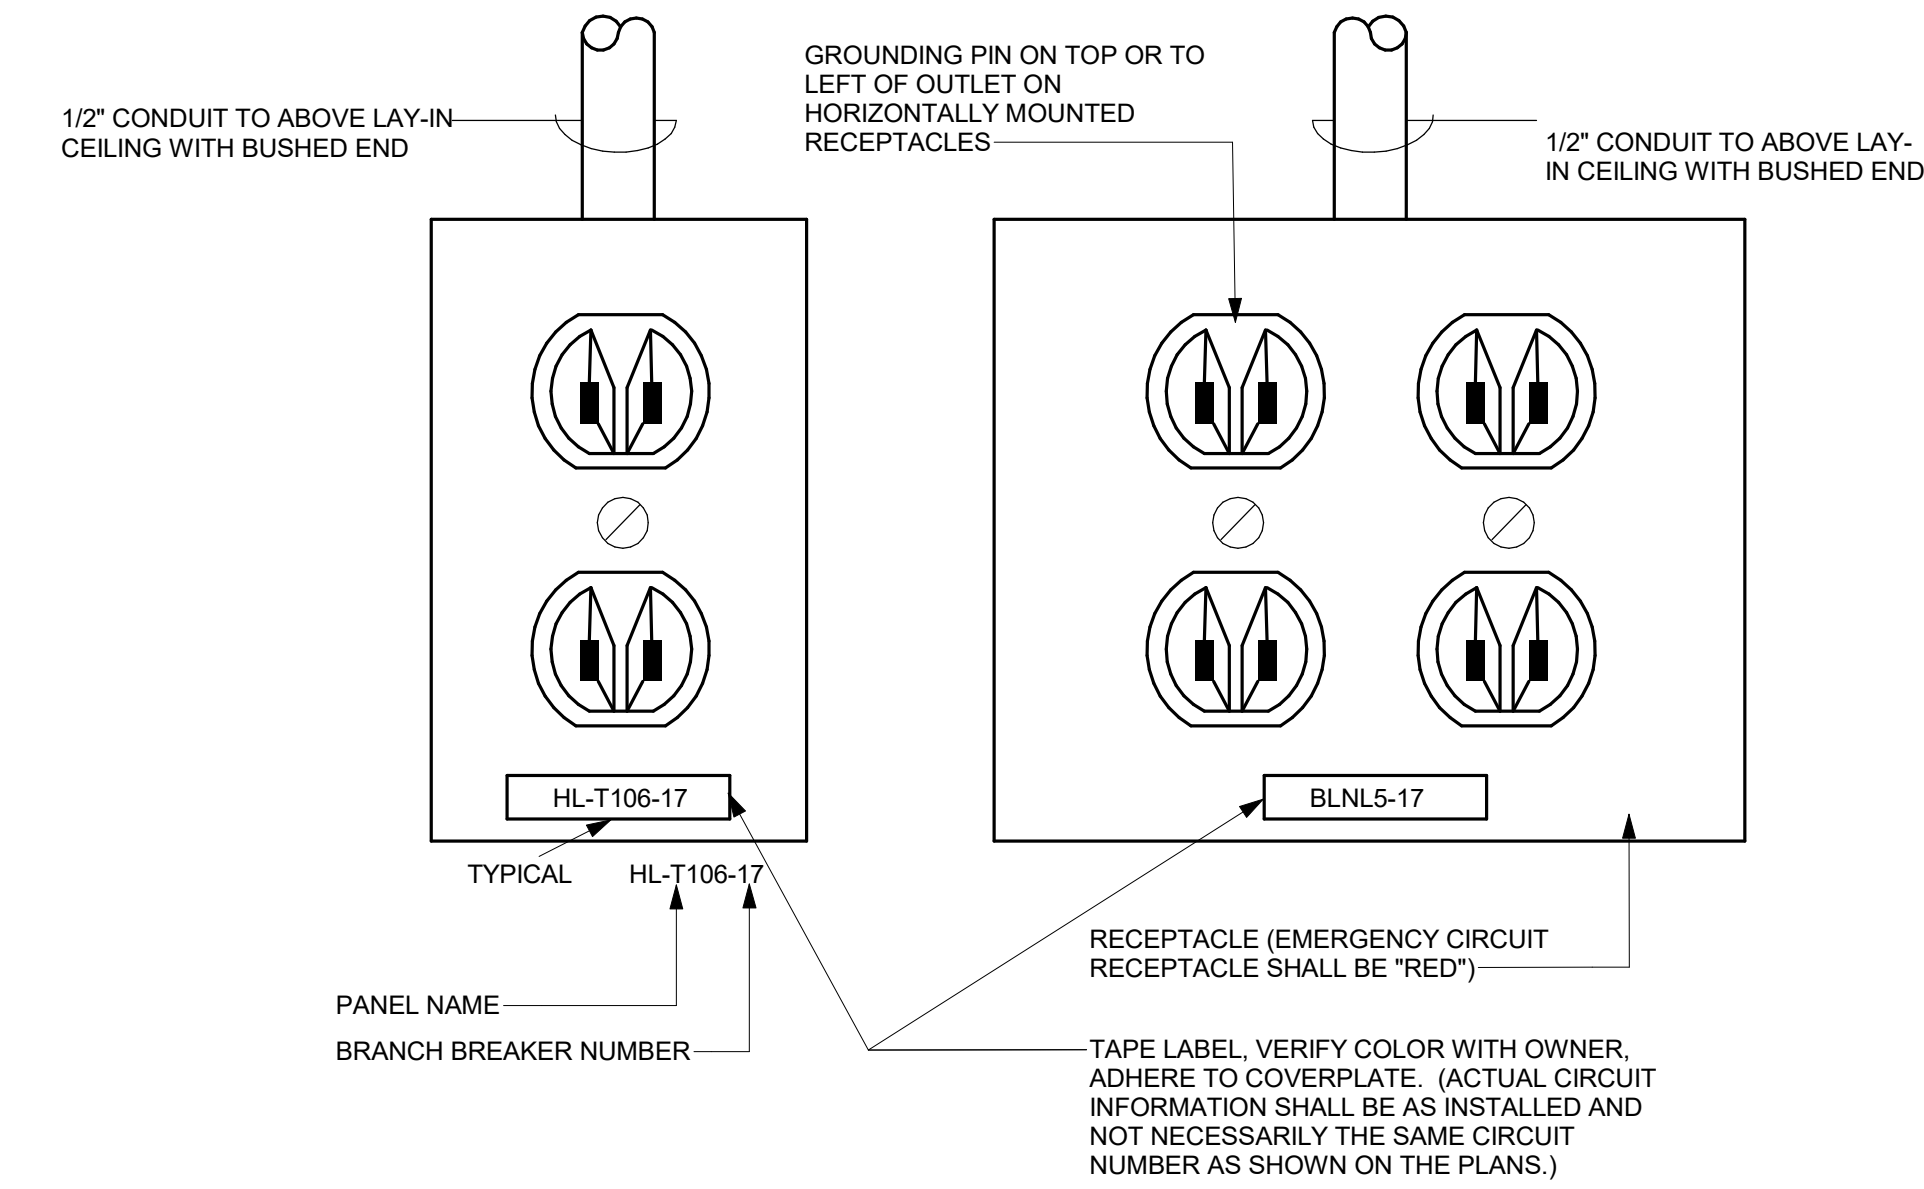 1/2" CONDUIT TO ABOVE LAY-IN
CEILING WITH BUSHED END
GROUNDING PIN ON TOP OR TO
LEFT OF OUTLET ON
HORIZONTALLY MOUNTED
RECEPTACLES
1/2" CONDUIT TO ABOVE LAY-
IN CEILING WITH BUSHED END
HL-T106-17
BLNL5-17
TYPICAL
HL-T106-17
PANEL NAME
BRANCH BREAKER NUMBER
RECEPTACLE (EMERGENCY CIRCUIT
RECEPTACLE SHALL BE "RED")
TAPE LABEL, VERIFY COLOR WITH OWNER,
ADHERE TO COVERPLATE.  (ACTUAL CIRCUIT
INFORMATION SHALL BE AS INSTALLED AND
NOT NECESSARILY THE SAME CIRCUIT
NUMBER AS SHOWN ON THE PLANS.)